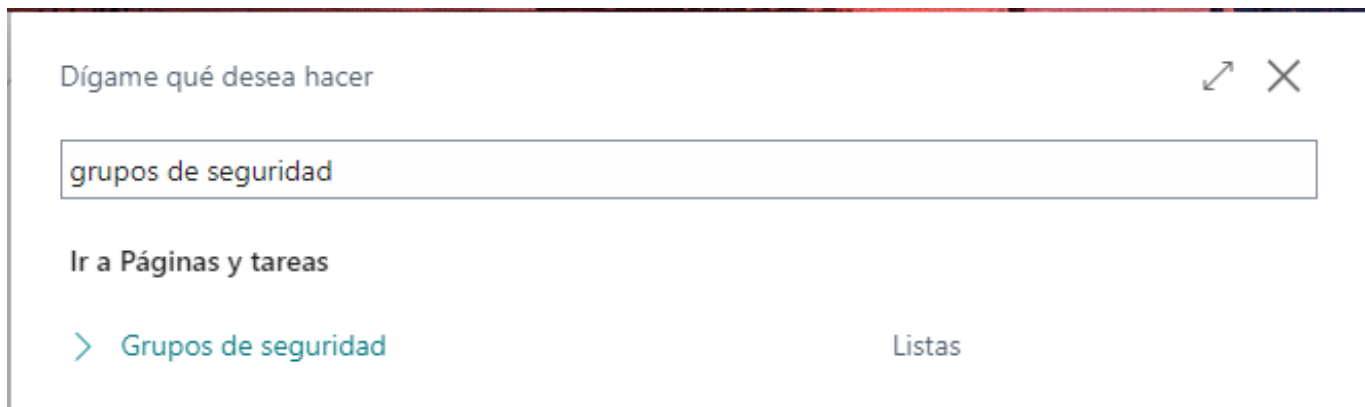 Dígame qué desea hacer
grupos de seguridad
Ir a Páginas y tareas
Grupos de seguridad Listas